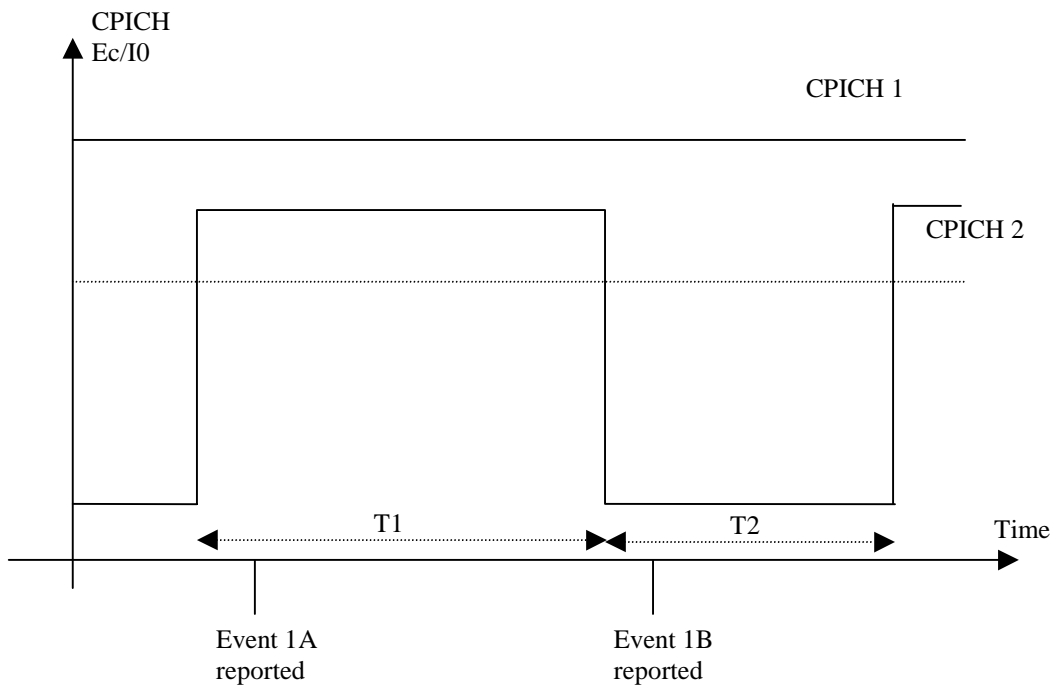 CPICH
Ec/I0
CPICH 1
CPICH 2
T1
T2
Time
Event 1A
reported
Event 1B
reported